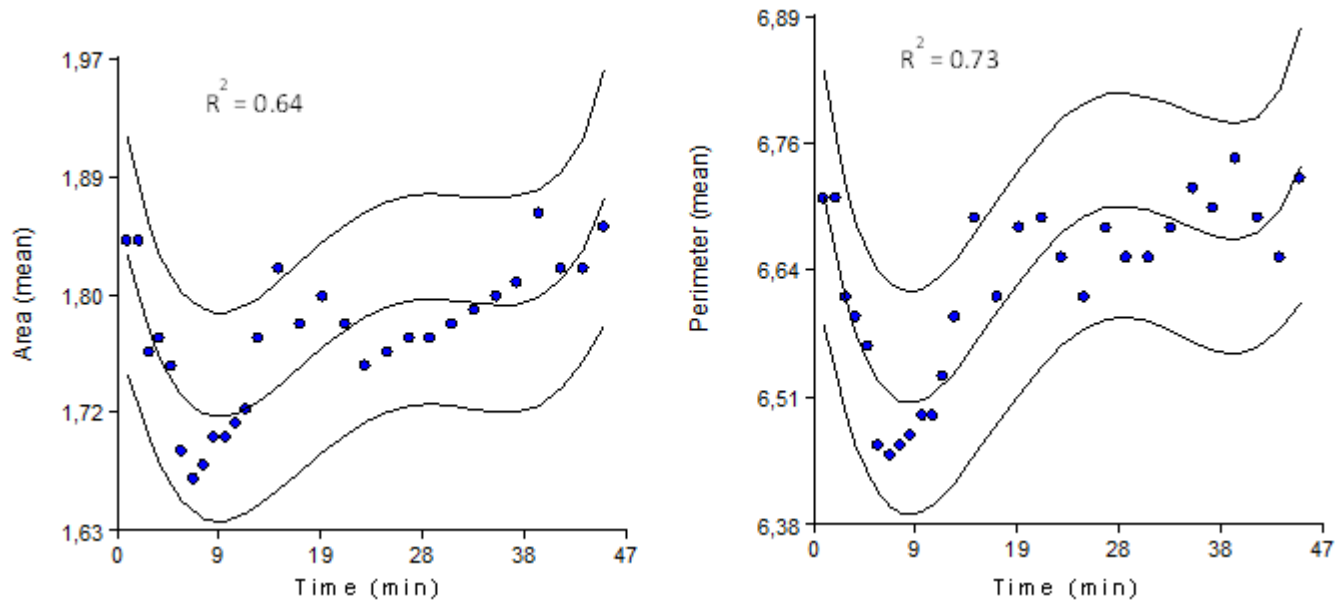 1,97
1,89
1,80
1,72
1,63
Area (mean)
R² = 0.64
0 9 19 28 38 47
Time (min)
6,89
6,76
6,64
6,51
6,38
Perimeter (mean)
R² = 0.73
0 9 19 28 38 47
Time (min)